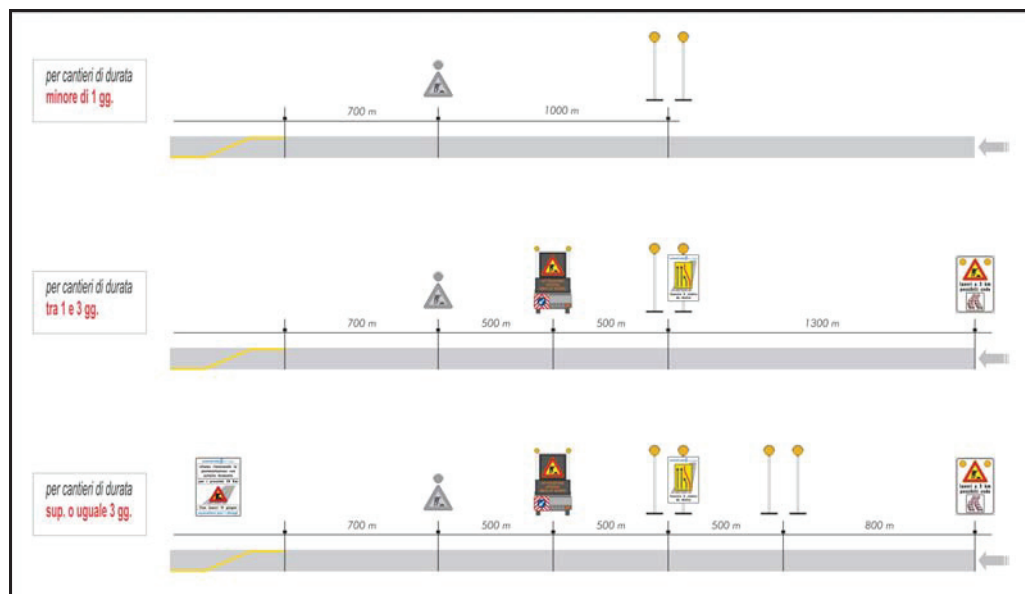 per cantieri di durata
minore di 1 gg.
700 m
1000 m
per cantieri di durata
tra 1 e 3 gg.
lavori a 3 km
possibili code
700 m
500 m
500 m
1300 m
per cantieri di durata
sup. o uguale 3 gg.
lavori a 3 km
possibili code
700 m
500 m
500 m
500 m
800 m